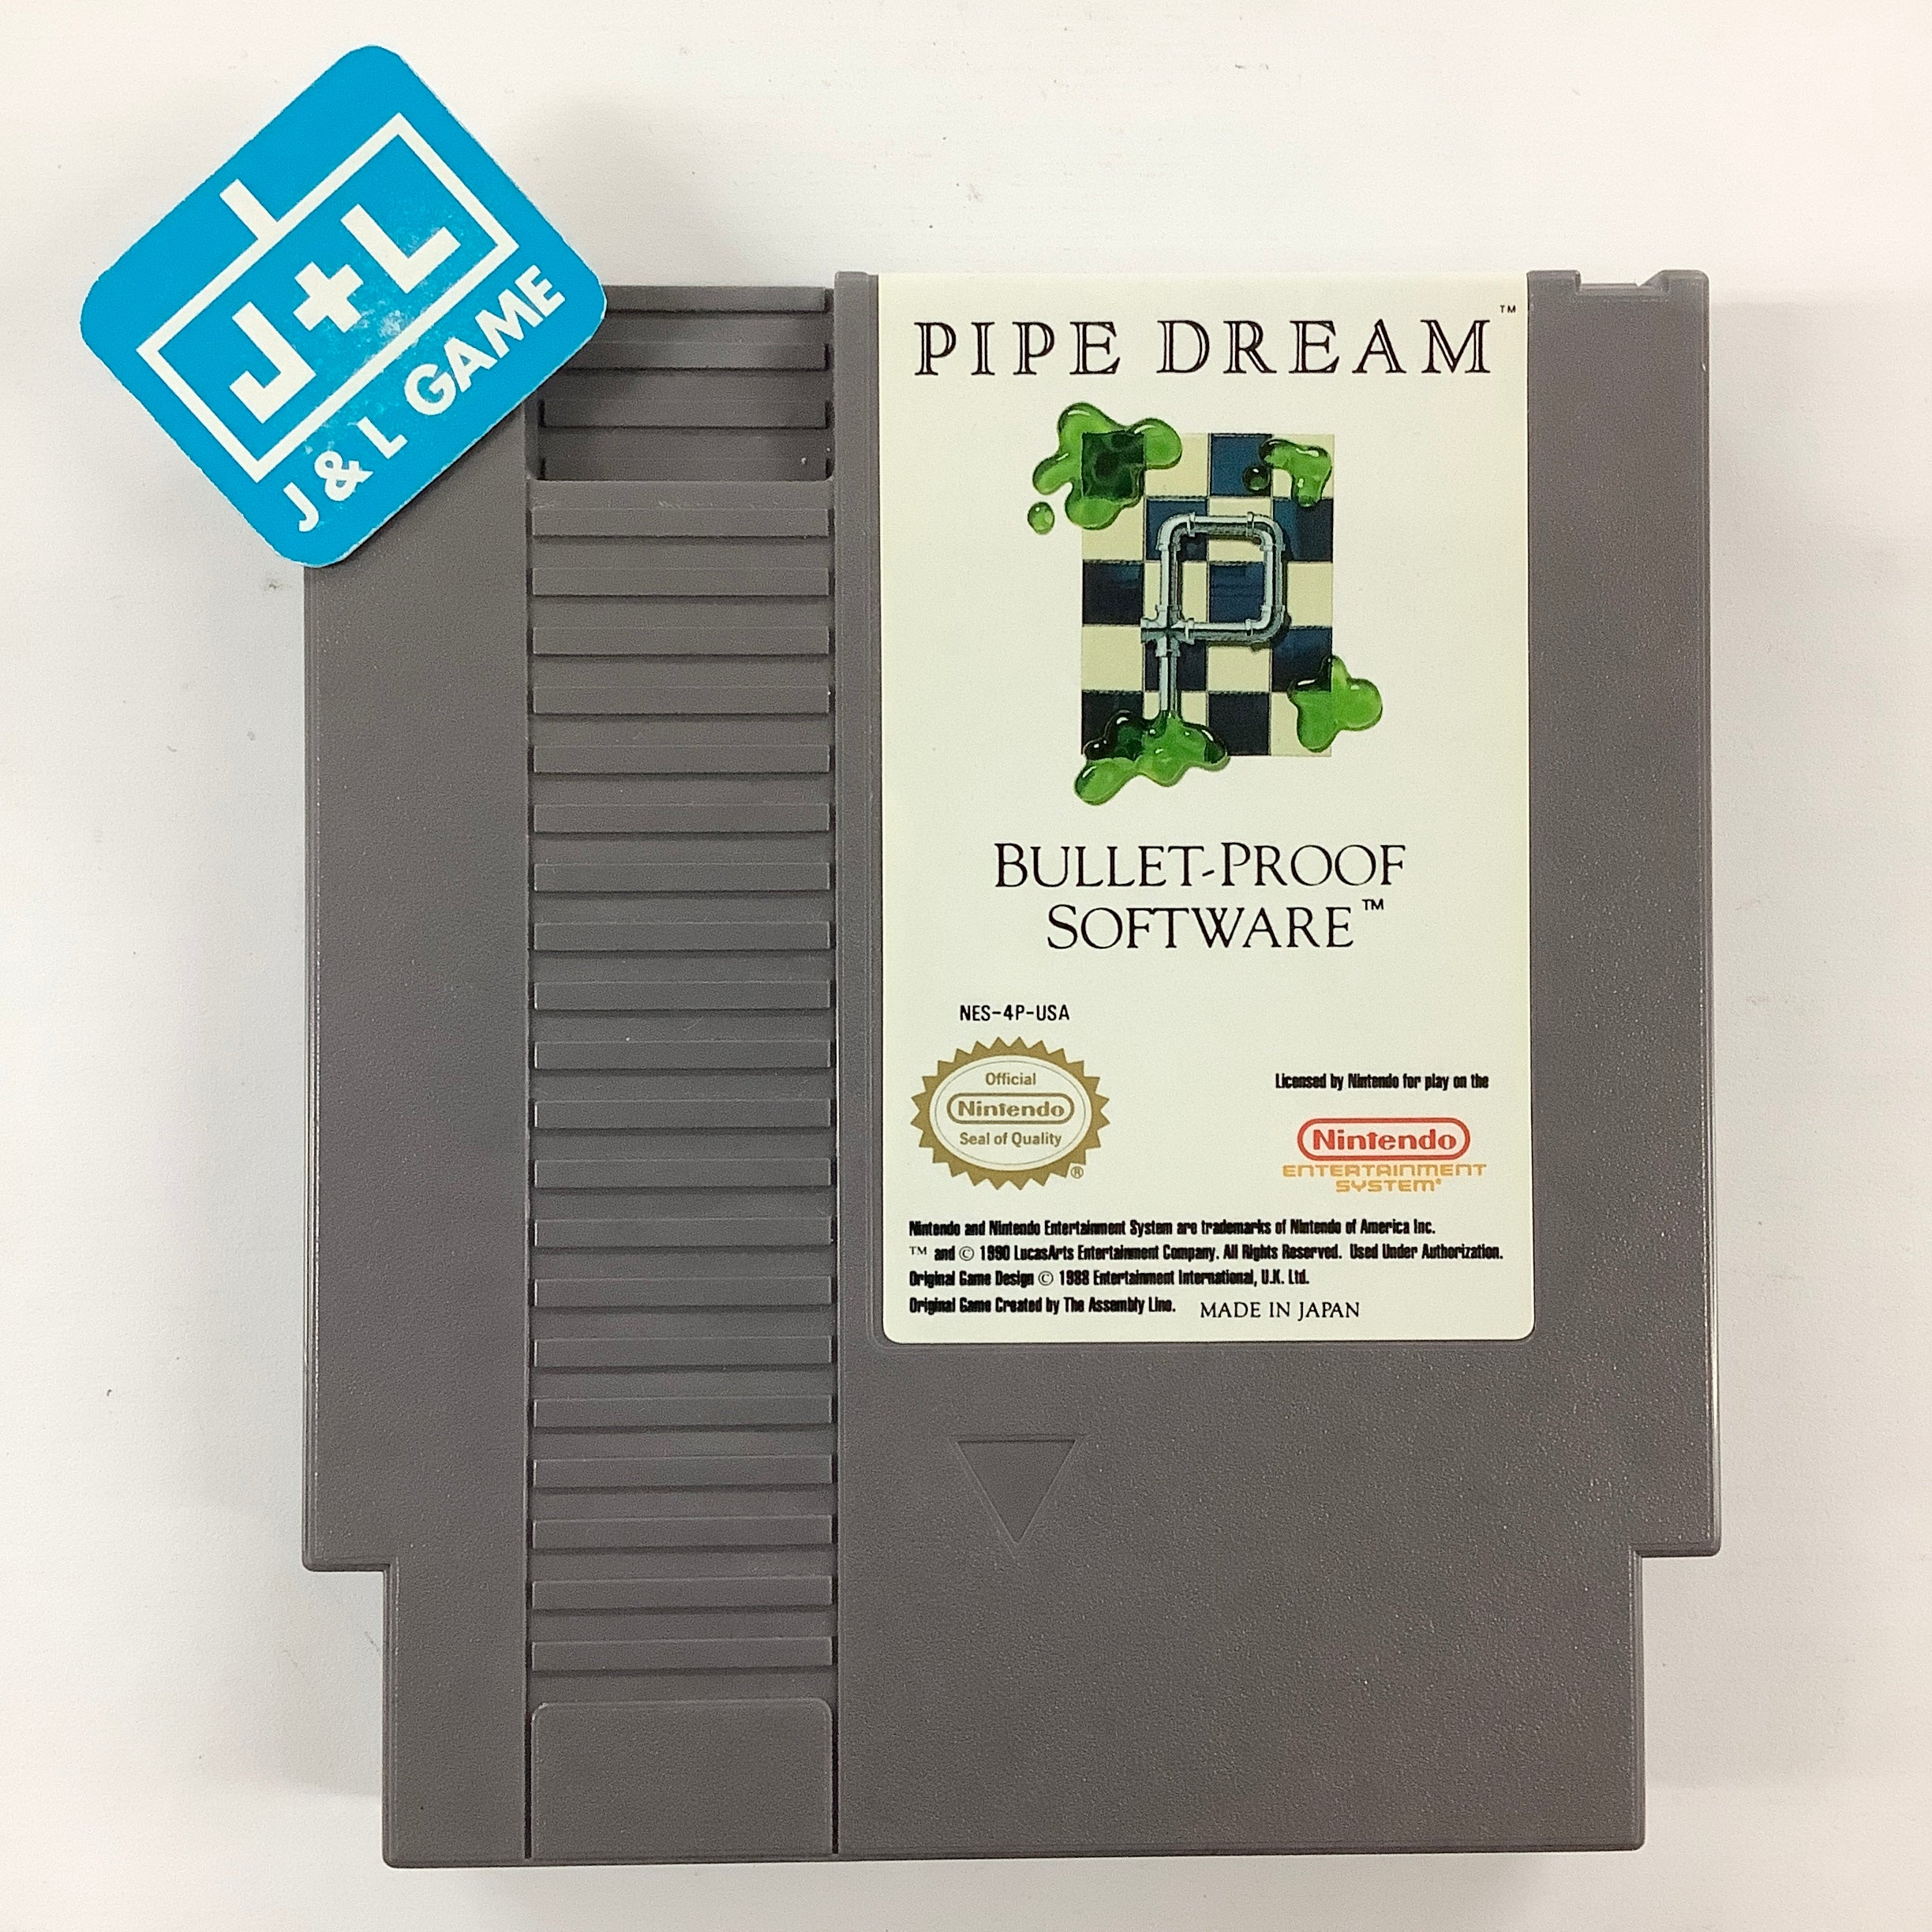 J+L
J & L GAME
PIPE DREAM™
BULLET-PROOF
SOFTWARE™
NES-4P-USA
Official
Nintendo
Seal of Quality
®
Licensed by Nintendo for play on the
Nintendo
ENTERTAINMENT
SYSTEM®
Nintendo and Nintendo Entertainment System are trademarks of Nintendo of America Inc.
™ and © 1990 LucasArts Entertainment Company. All Rights Reserved. Used Under Authorization.
Original Game Design © 1988 Entertainment International, U.K. Ltd.
Original Game Created by The Assembly Line. MADE IN JAPAN